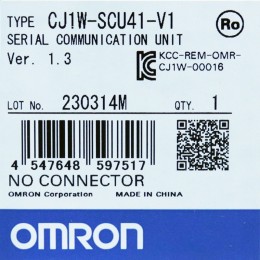 TYPE CJ1W-SCU41-V1
SERIAL COMMUNICATION UNIT
Ver. 1.3
Ro
KCC-REM-OMR-
CJ1W-00016
LOT No. 230314M QTY. 1
4 547648 597517
NO CONNECTOR
OMRON Corporation MADE IN CHINA
OMRON